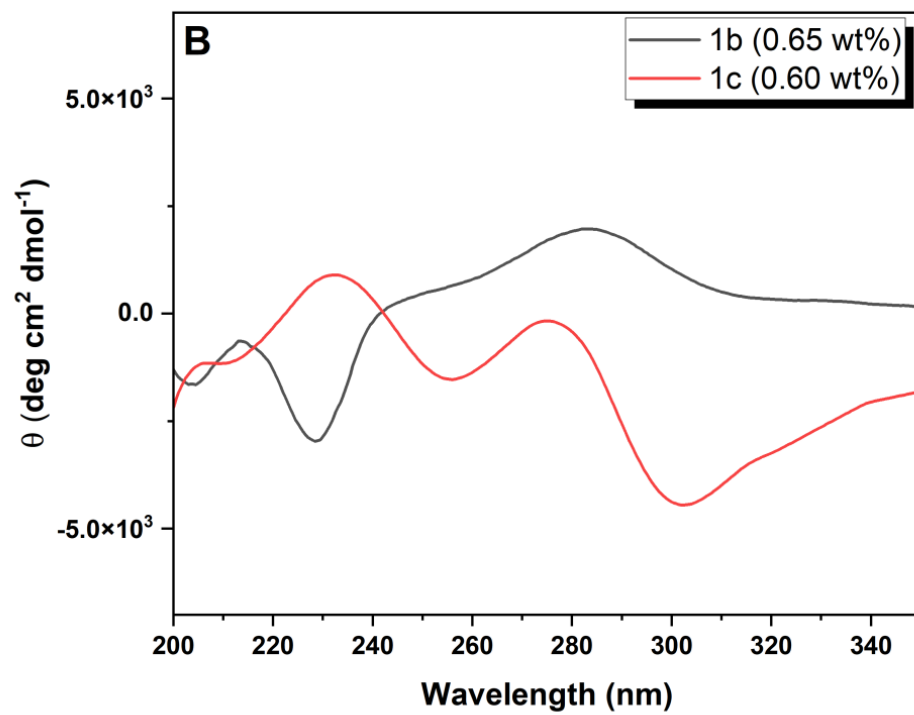 B
1b (0.65 wt%)
1c (0.60 wt%)
5.0×10³
0.0
-5.0×10³
θ (deg cm² dmol⁻¹)
200 220 240 260 280 300 320 340
Wavelength (nm)